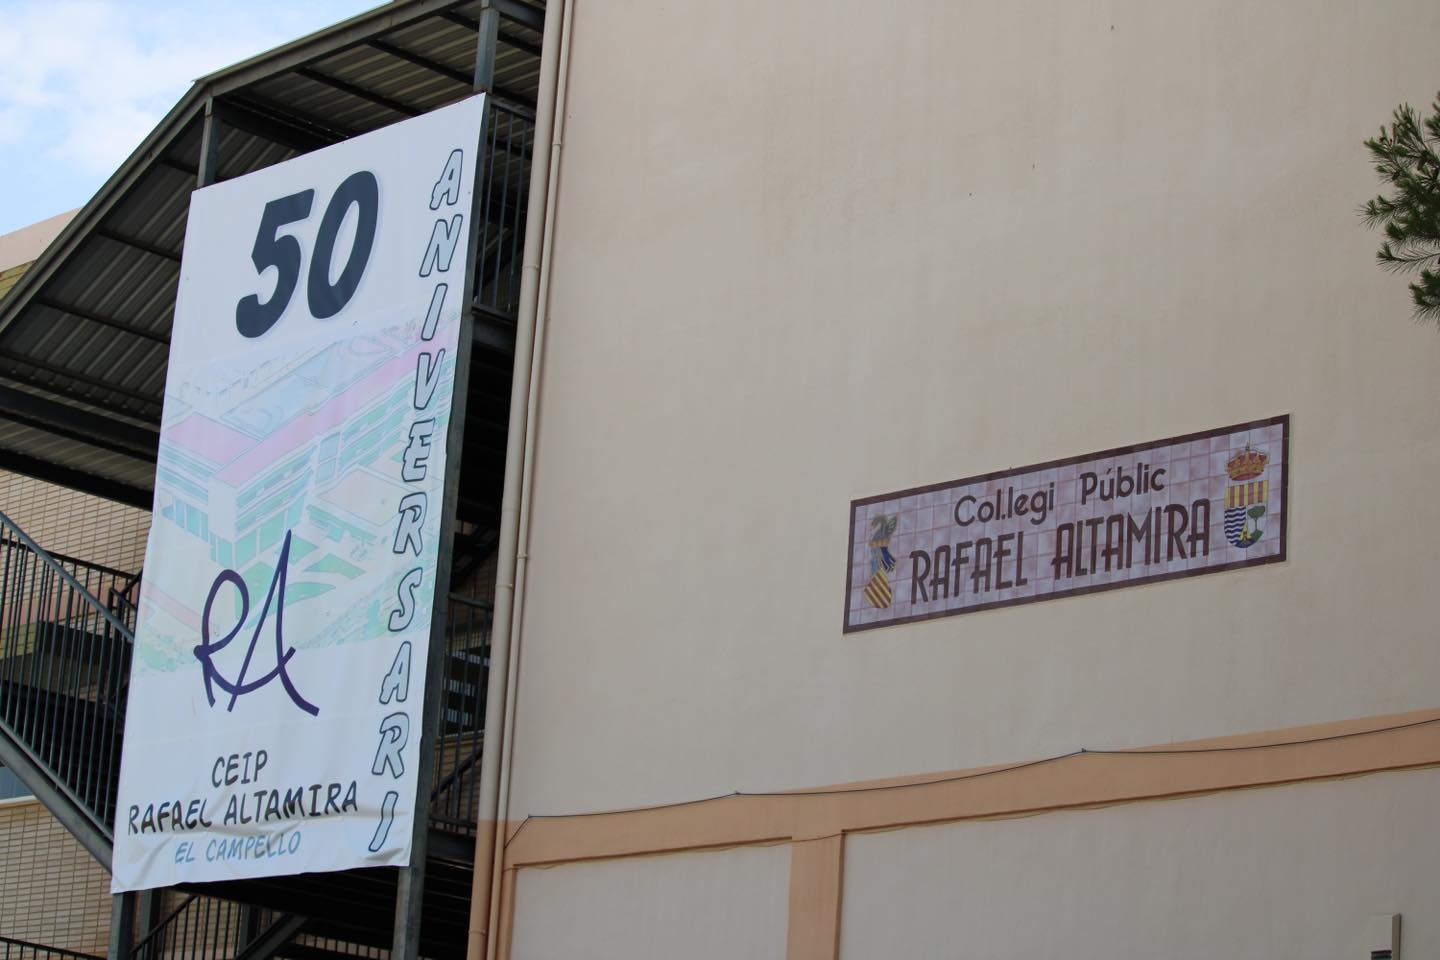 50
ANIVERSARI
RA
CEIP
RAFAEL ALTAMIRA
EL CAMPELLO
Col.legi Públic
RAFAEL ALTAMIRA